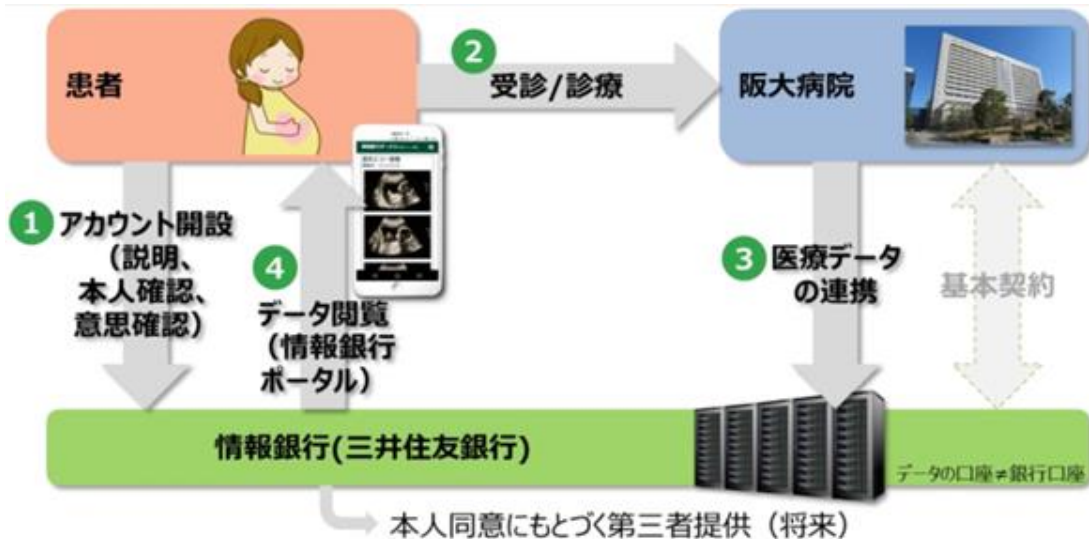 患者
2
受診/診療
阪大病院
1
アカウント開設
（説明、
本人確認、
意思確認）
4
データ閲覧
（情報銀行
ポータル）
3
医療データ
の連携
基本契約
情報銀行(三井住友銀行)
データの口座≠銀行口座
本人同意にもとづく第三者提供（将来）